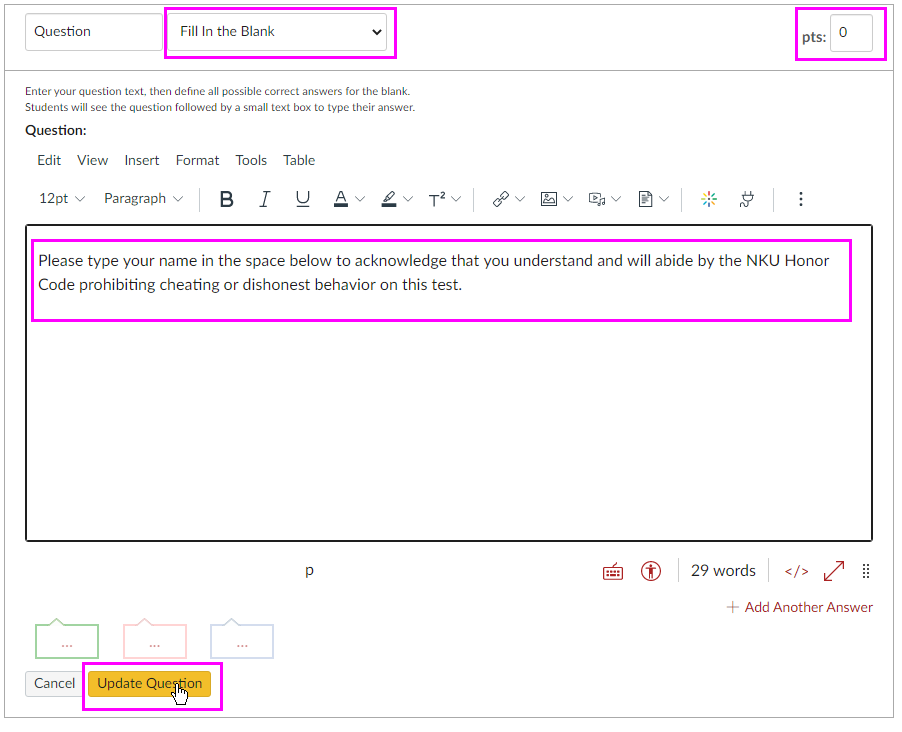 Question Fill In the Blank pts: 0
Enter your question text, then define all possible correct answers for the blank.
Students will see the question followed by a small text box to type their answer.
Question:
Edit View Insert Format Tools Table
12pt Paragraph B I U A T²
Please type your name in the space below to acknowledge that you understand and will abide by the NKU Honor
Code prohibiting cheating or dishonest behavior on this test.
p 29 words </>
+ Add Another Answer
... ... ...
Cancel Update Question